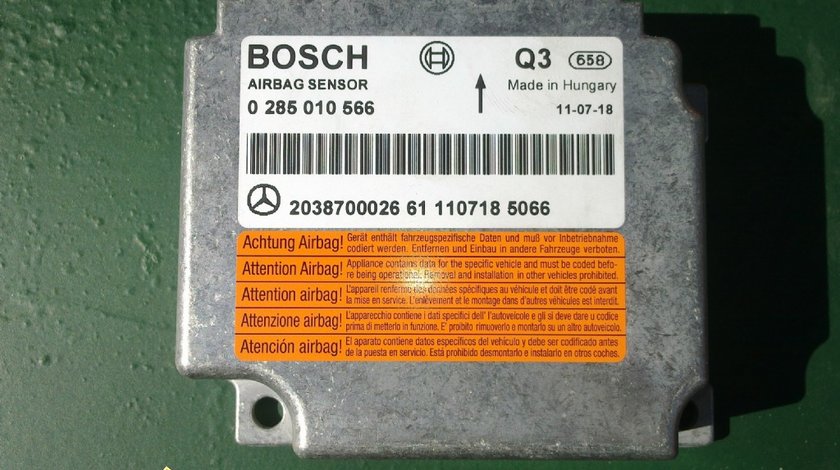 BOSCH Q3 658
AIRBAG SENSOR Made in Hungary
0 285 010 566 11-07-18
2038700026 61 110718 5066
Achtung Airbag! Gerät enthält fahrzeugspezifische Daten und muß vor Inbetriebnahme
codiert werden. Entfernen und Einbau in andere Fahrzeuge verboten.
Attention Airbag! Appliance contains data for the specific vehicle and must be coded befo-
re being operational. Removal and installation in other vehicles prohibited.
Attention airbag! L'appareil renferme des données spécifiques au véhicule et doit être codé avant
la mise en service. L'enlèvement et le montage dans d'autres véhicules est interdit.
Attenzione airbag! L'apparecchio contiene i dati specifici dell' l'autoveicole e gli si deve dare u codice
prima di metterlo in funzione. E' proibito rimuoverlo e montarlo su un altro autoveicolo.
Atención airbag! El aparato contiene datos específicos del vehículo y debe ser codificado antes
de la puesta en servicio. Está prohibido desmontarlo e instalarlo en otros coches.